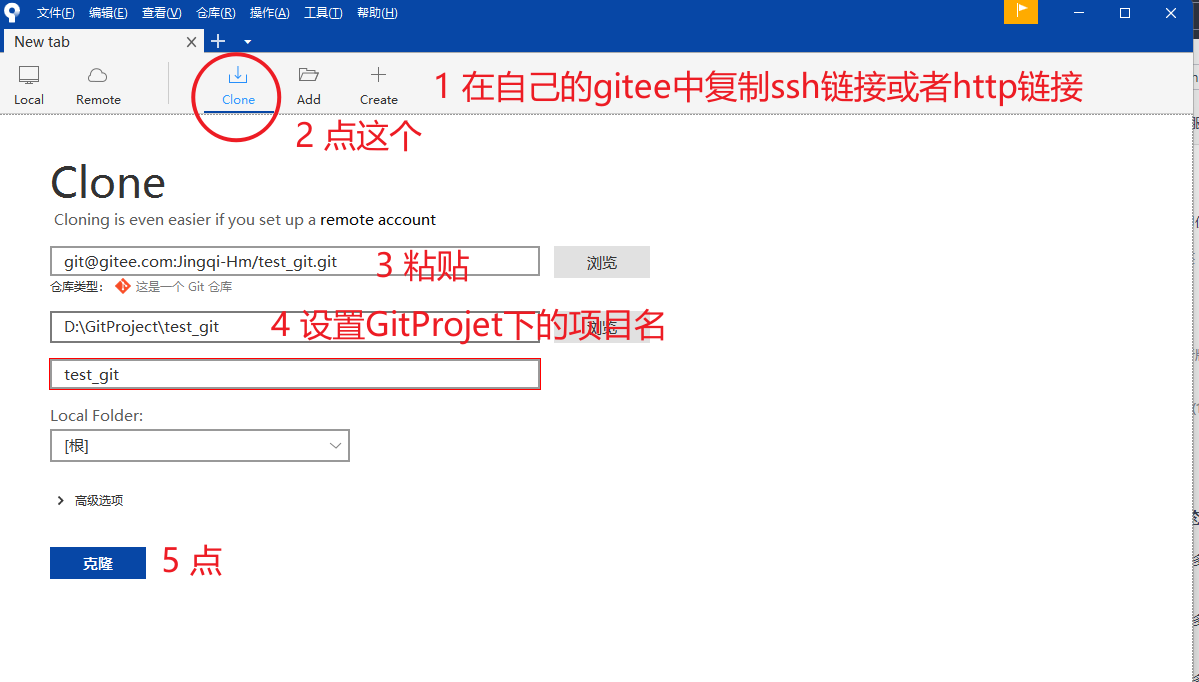 文件(F) 编辑(E) 查看(V) 仓库(R) 操作(A) 工具(T) 帮助(H)
New tab
Local Remote Clone Add Create
1 在自己的gitee中复制ssh链接或者http链接
2 点这个
Clone
Cloning is even easier if you set up a remote account
git@gitee.com:Jingqi-Hm/test_git.git
3 粘贴
浏览
仓库类型: 这是一个 Git 仓库
D:\GitProject\test_git
4 设置GitProjet下的项目名
浏览
test_git
Local Folder:
[根]
高级选项
克隆
5 点